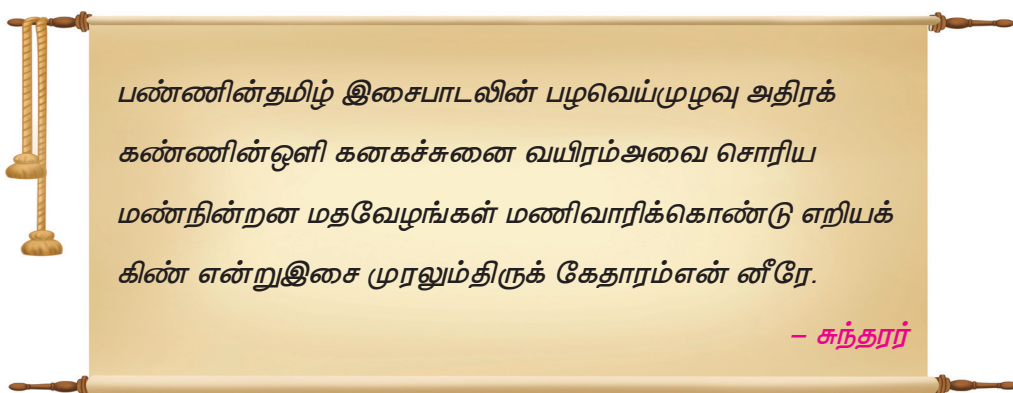 பண்ணின்தமிழ் இசைபாடலின் பழவெய்முழவு அதிரக்
கண்ணின்ஒளி கனகச்சுனை வயிரம்அவை சொரிய
மண்நின்றன மதவேழங்கள் மணிவாரிக்கொண்டு எறியக்
கிண் என்றுஇசை முரலும்திருக் கேதாரம்என் னீரே.
– சுந்தரர்